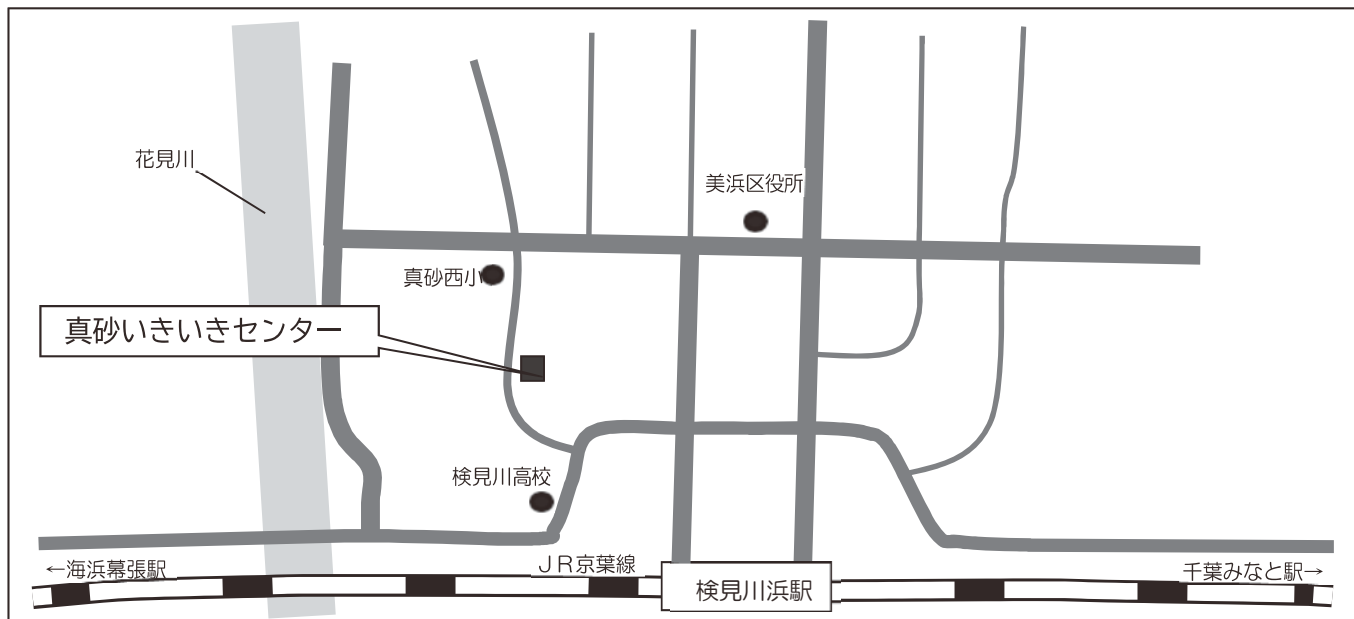 花見川
美浜区役所
真砂西小
真砂いきいきセンター
検見川高校
←海浜幕張駅
JR京葉線
検見川浜駅
千葉みなと駅→